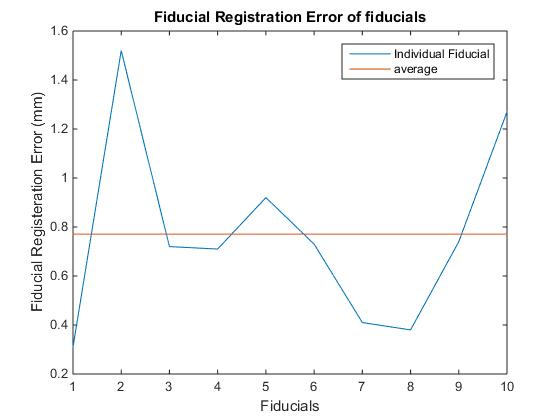 Fiducial Registration Error of fiducials
Individual Fiducial
average
Fiducial Registeration Error (mm)
1.6
1.4
1.2
1
0.8
0.6
0.4
0.2
1 2 3 4 5 6 7 8 9 10
Fiducials